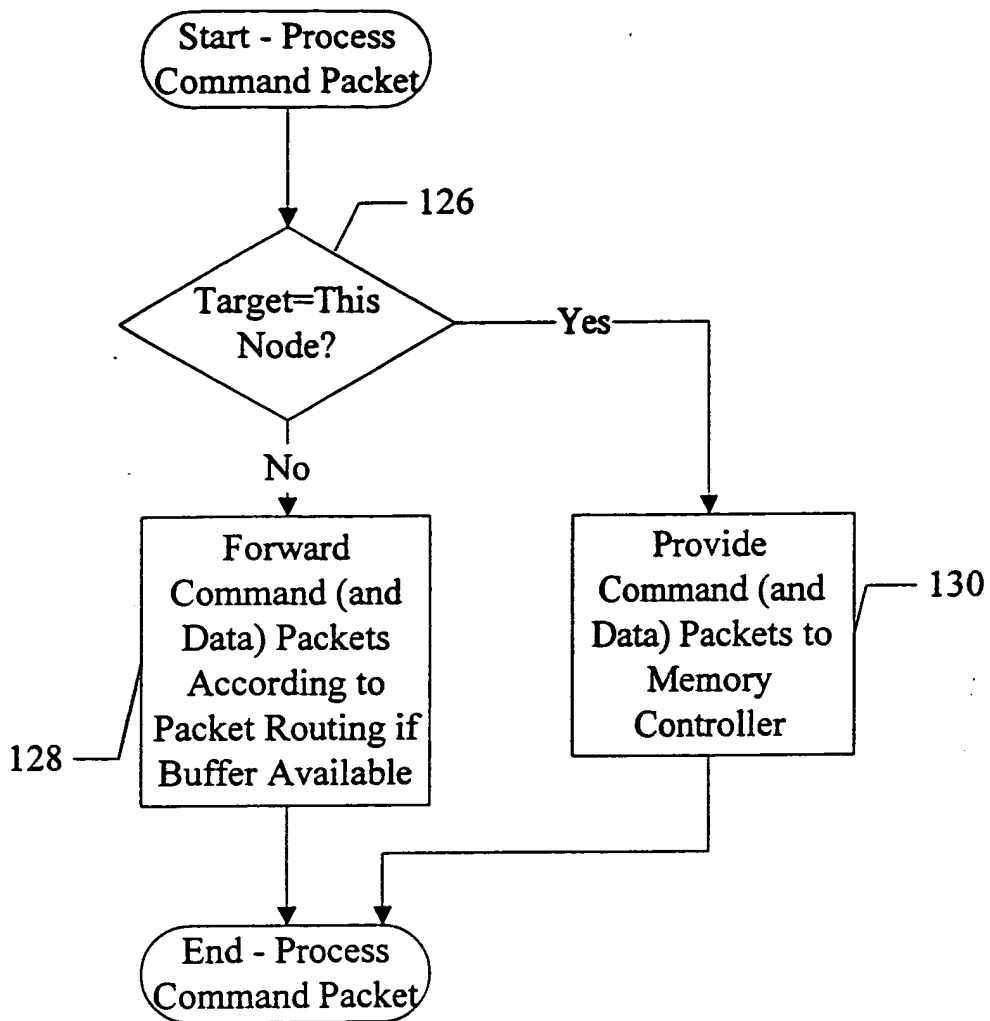 Start - Process
Command Packet
126
Target=This
Node?
Yes
No
Forward
Command (and
Data) Packets
According to
Packet Routing if
Buffer Available
128
Provide
Command (and
Data) Packets to
Memory
Controller
130
End - Process
Command Packet